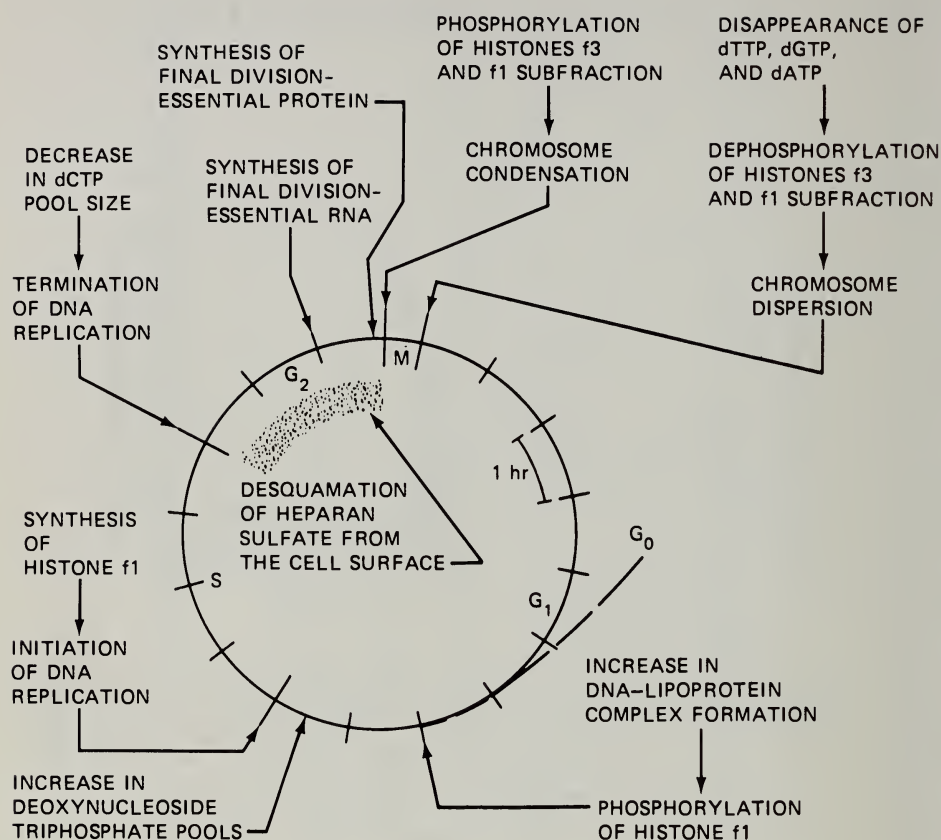 SYNTHESIS OF
FINAL DIVISION-
ESSENTIAL PROTEIN
PHOSPHORYLATION
OF HISTONES f3
AND f1 SUBFRACTION
CHROMOSOME
CONDENSATION
DISAPPEARANCE OF
dTTP, dGTP,
AND dATP
DEPHOSPHORYLATION
OF HISTONES f3
AND f1 SUBFRACTION
CHROMOSOME
DISPERSION
DECREASE
IN dCTP
POOL SIZE
TERMINATION
OF DNA
REPLICATION
SYNTHESIS OF
FINAL DIVISION-
ESSENTIAL RNA
G2
M
1 hr
DESQUAMATION
OF HEPARAN
SULFATE FROM
THE CELL SURFACE
G0
G1
S
SYNTHESIS
OF
HISTONE f1
INITIATION
OF DNA
REPLICATION
INCREASE IN
DEOXYNUCLEOSIDE
TRIPHOSPHATE POOLS
INCREASE IN
DNA–LIPOPROTEIN
COMPLEX FORMATION
PHOSPHORYLATION
OF HISTONE f1